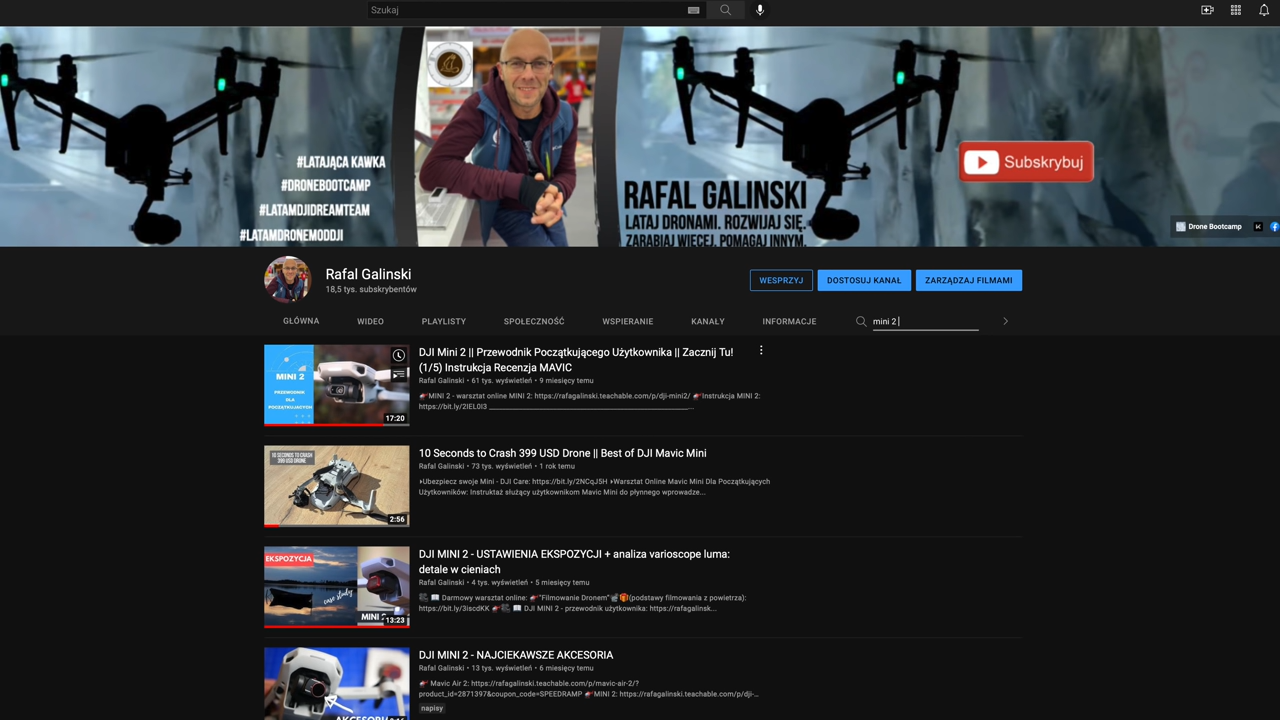 Szukaj
#LATAJĄCA KAWKA
#DRONEBOOTCAMP
#LATAMDJIDREAMTEAM
#LATAMDRONEMODDJI
RAFAL GALINSKI
LATAJ DRONAMI. ROZWIJAJ SIĘ.
ZARABIAJ WIĘCEJ. POMAGAJ INNYM.
Subskrybuj
Drone Bootcamp
Rafal Galinski
18,5 tys. subskrybentów
WESPRZYJ
DOSTOSUJ KANAŁ
ZARZĄDZAJ FILMAMI
GŁÓWNA
WIDEO
PLAYLISTY
SPOŁECZNOŚĆ
WSPIERANIE
KANAŁY
INFORMACJE
mini 2
MINI 2
PRZEWODNIK
DLA
POCZĄTKUJĄCYCH
17:20
DJI Mini 2 || Przewodnik Początkującego Użytkownika || Zacznij Tu!
(1/5) Instrukcja Recenzja MAVIC
Rafal Galinski • 61 tys. wyświetleń • 9 miesięcy temu
MINI 2 - warsztat online MINI 2: https://rafagalinski.teachable.com/p/dji-mini2/ Instrukcja MINI 2:
https://bit.ly/2IEL0I3 ___...
10 SECONDS TO CRASH
399 USD DRONE
2:56
10 Seconds to Crash 399 USD Drone || Best of DJI Mavic Mini
Rafal Galinski • 73 tys. wyświetleń • 1 rok temu
Ubezpiecz swoje Mini - DJI Care: https://bit.ly/2NCqJ5H Warsztat Online Mavic Mini Dla Początkujących
Użytkowników: Instruktaż służący użytkownikom Mavic Mini do płynnego wprowadze...
EKSPOZYCJA
case study
MINI
13:23
DJI MINI 2 - USTAWIENIA EKSPOZYCJI + analiza varioscope luma:
detale w cieniach
Rafal Galinski • 4 tys. wyświetleń • 5 miesięcy temu
Darmowy warsztat online: "Filmowanie Dronem" (podstawy filmowania z powietrza):
https://bit.ly/3iscdKK DJI MINI 2 - przewodnik użytkownika: https://rafagalinsk...
DJI MINI 2 - NAJCIEKAWSZE AKCESORIA
Rafal Galinski • 13 tys. wyświetleń • 6 miesięcy temu
Mavic Air 2: https://rafagalinski.teachable.com/p/mavic-air-2/?
product_id=2871397&coupon_code=SPEEDRAMP MINI 2: https://rafagalinski.teachable.com/p/dji-...
napisy